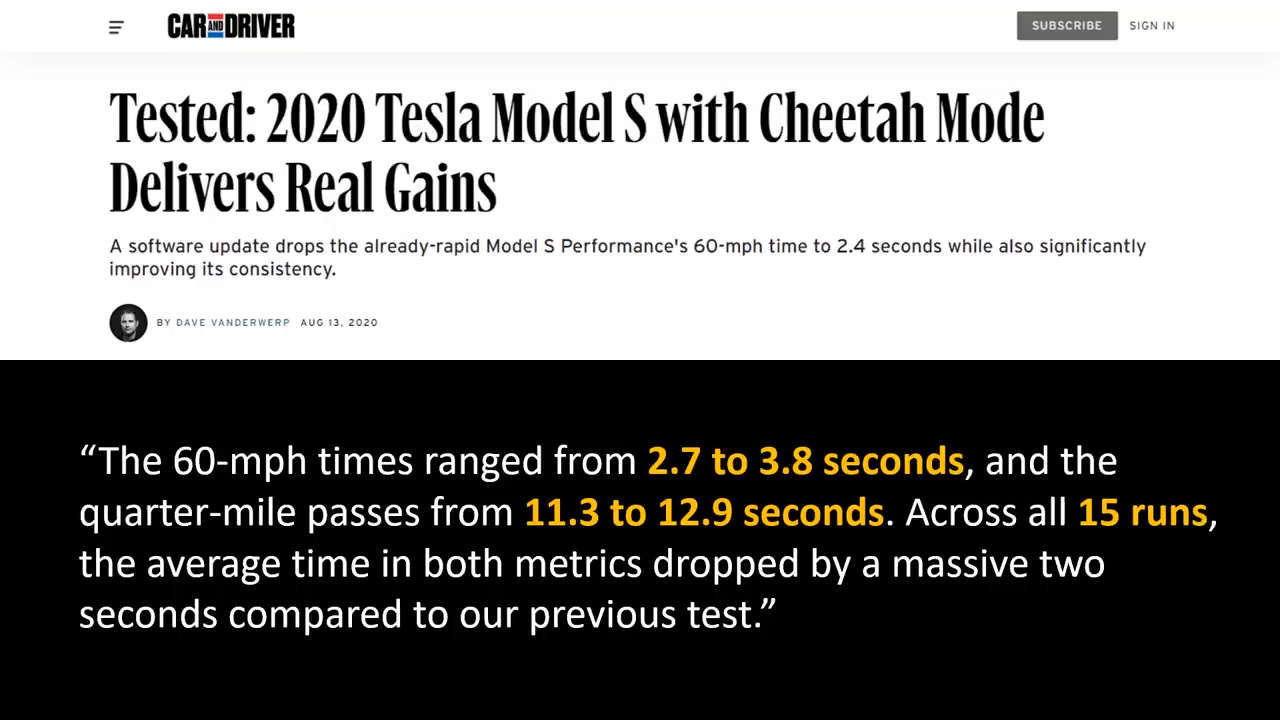 CAR AND DRIVER
SUBSCRIBE
SIGN IN
Tested: 2020 Tesla Model S with Cheetah Mode
Delivers Real Gains
A software update drops the already-rapid Model S Performance's 60-mph time to 2.4 seconds while also significantly
improving its consistency.
BY DAVE VANDERWERP AUG 13, 2020
“The 60-mph times ranged from 2.7 to 3.8 seconds, and the
quarter-mile passes from 11.3 to 12.9 seconds. Across all 15 runs,
the average time in both metrics dropped by a massive two
seconds compared to our previous test.”